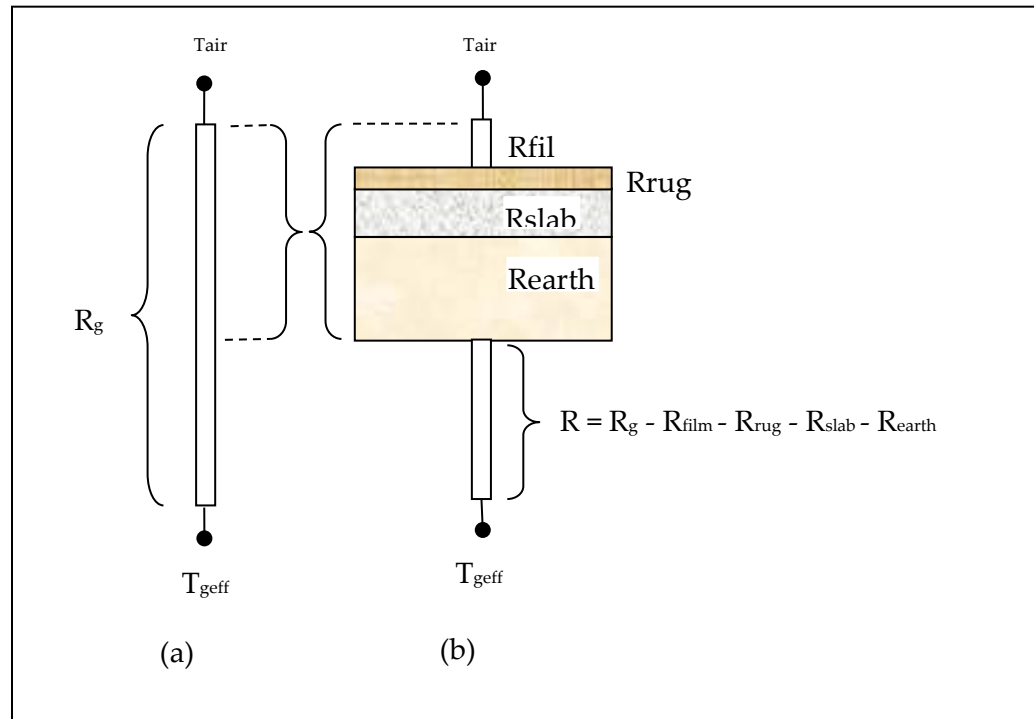 Tair
Tair
Rfil
Rrug
Rslab
Rearth
Rg
R = Rg - Rfilm - Rrug - Rslab - Rearth
Tgeff
Tgeff
(a)
(b)